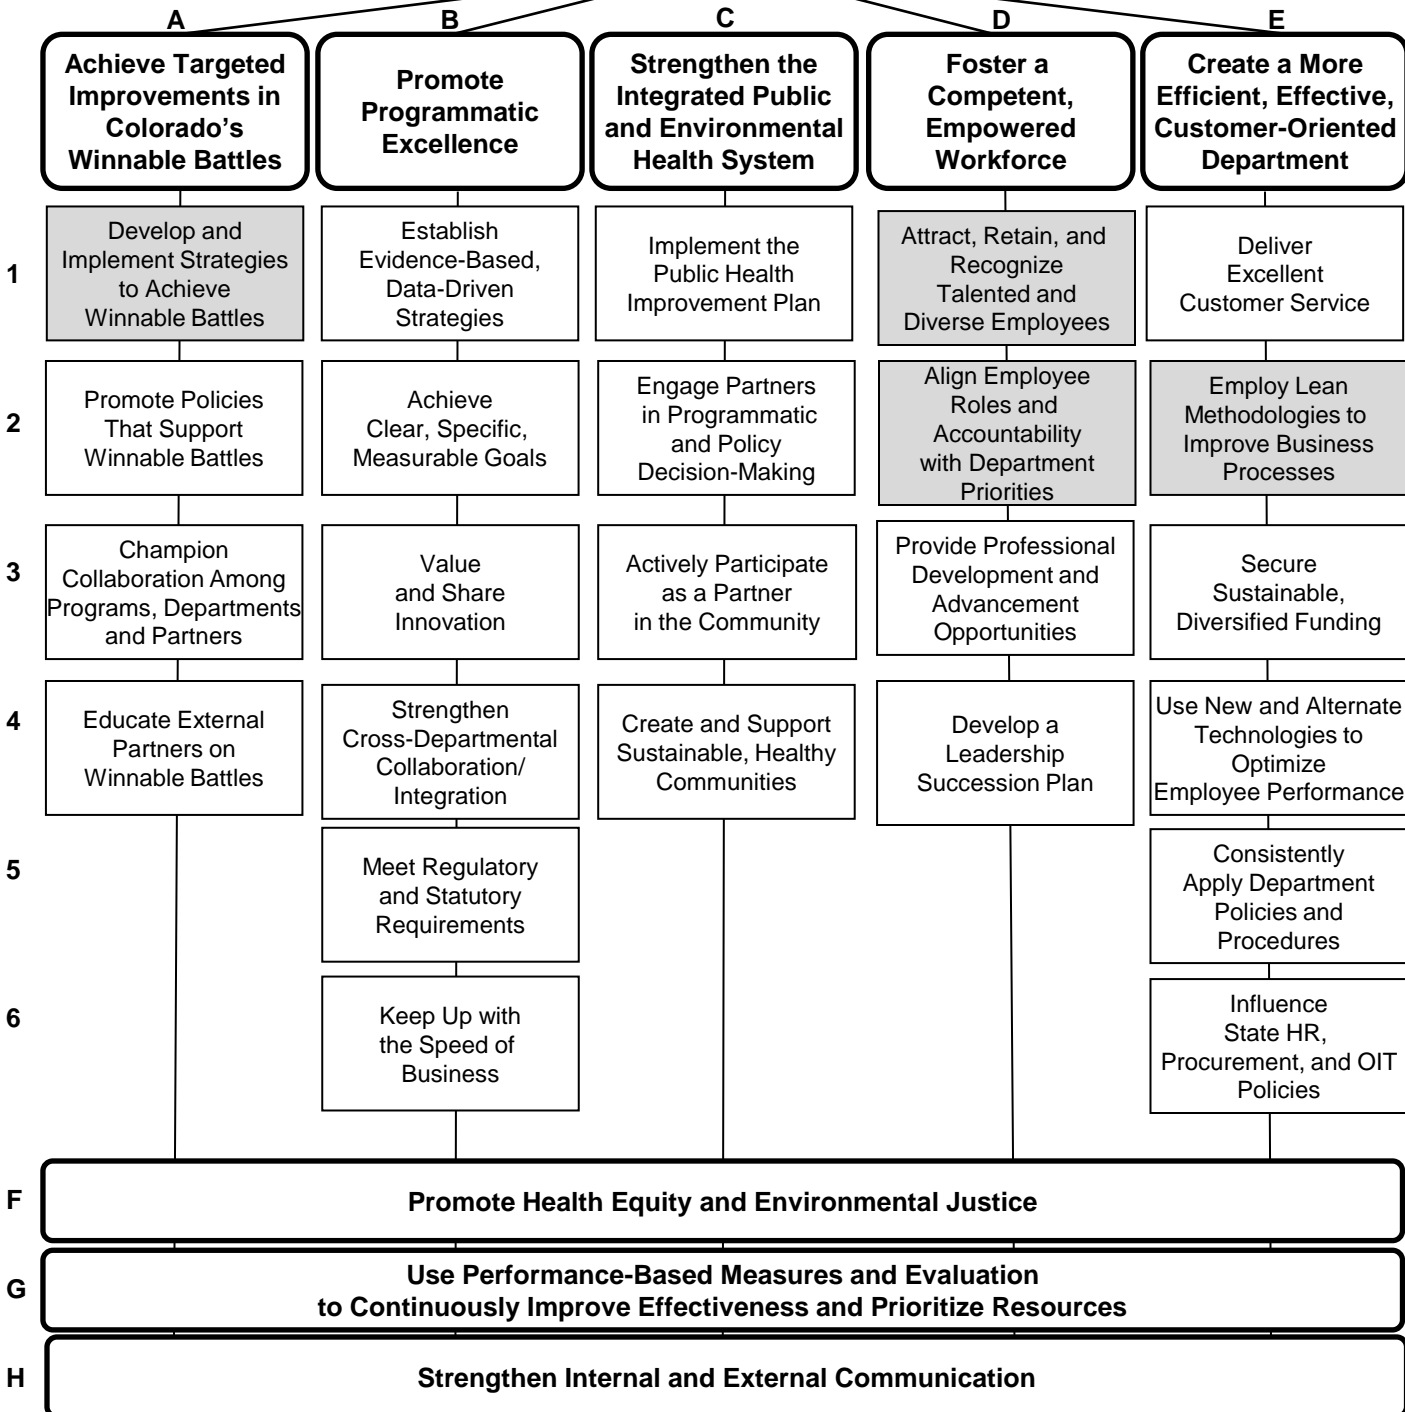 A
B
C
D
E
Achieve Targeted
Improvements in
Colorado’s
Winnable Battles
Promote
Programmatic
Excellence
Strengthen the
Integrated Public
and Environmental
Health System
Foster a
Competent,
Empowered
Workforce
Create a More
Efficient, Effective,
Customer-Oriented
Department
1
Develop and
Implement Strategies
to Achieve
Winnable Battles
Establish
Evidence-Based,
Data-Driven
Strategies
Implement the
Public Health
Improvement Plan
Attract, Retain, and
Recognize
Talented and
Diverse Employees
Deliver
Excellent
Customer Service
2
Promote Policies
That Support
Winnable Battles
Achieve
Clear, Specific,
Measurable Goals
Engage Partners
in Programmatic
and Policy
Decision-Making
Align Employee
Roles and
Accountability
with Department
Priorities
Employ Lean
Methodologies to
Improve Business
Processes
3
Champion
Collaboration Among
Programs, Departments
and Partners
Value
and Share
Innovation
Actively Participate
as a Partner
in the Community
Provide Professional
Development and
Advancement
Opportunities
Secure
Sustainable,
Diversified Funding
4
Educate External
Partners on
Winnable Battles
Strengthen
Cross-Departmental
Collaboration/
Integration
Create and Support
Sustainable, Healthy
Communities
Develop a
Leadership
Succession Plan
Use New and Alternate
Technologies to
Optimize
Employee Performance
5
Meet Regulatory
and Statutory
Requirements
Consistently
Apply Department
Policies and
Procedures
6
Keep Up with
the Speed of
Business
Influence
State HR,
Procurement, and OIT
Policies
F
Promote Health Equity and Environmental Justice
G
Use Performance-Based Measures and Evaluation
to Continuously Improve Effectiveness and Prioritize Resources
H
Strengthen Internal and External Communication